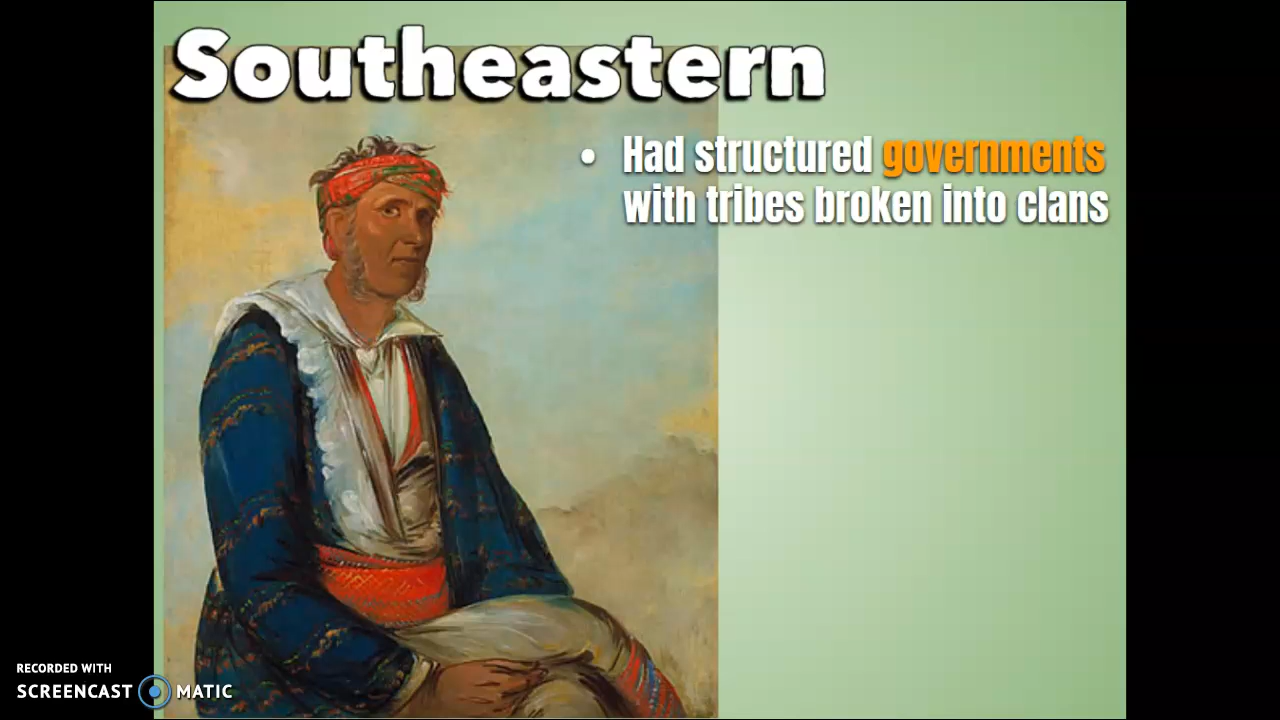 Southeastern
• Had structured governments
with tribes broken into clans
RECORDED WITH
SCREENCAST MATIC